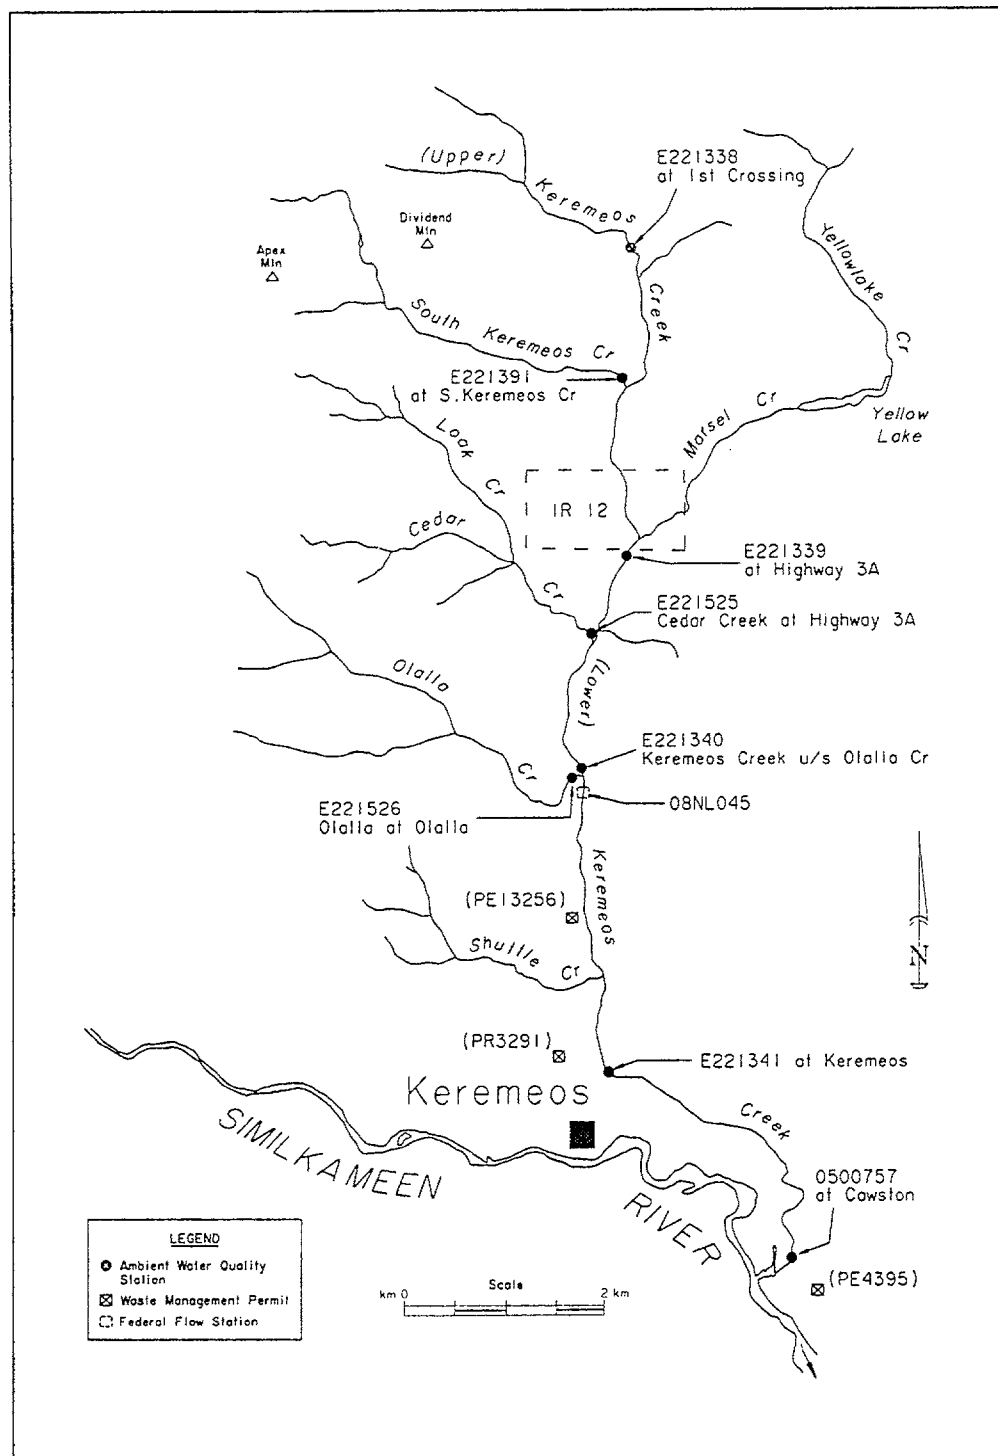 (Upper)
Keremeos
Creek
E221338
at 1st Crossing
Dividend
Mtn
Apex
Mtn
Yellowlake
Cr
South Keremeos Cr
E221391
at S.Keremeos Cr
Marsel Cr
Yellow
Lake
Loak
Cr
IR 12
Cedar
Cr
E221339
at Highway 3A
E221525
Cedar Creek at Highway 3A
Olalla
Cr
(Lower)
E221340
Keremeos Creek u/s Olalla Cr
08NL045
E221526
Olalla at Olalla
Keremeos
(PE13256)
Shuttle
Cr
N
(PR3291)
E221341 at Keremeos
Keremeos
Creek
SIMILKAMEEN
RIVER
0500757
at Cawston
(PE4395)
LEGEND
Ambient Water Quality
Station
Waste Management Permit
Federal Flow Station
Scale
km 0 2 km